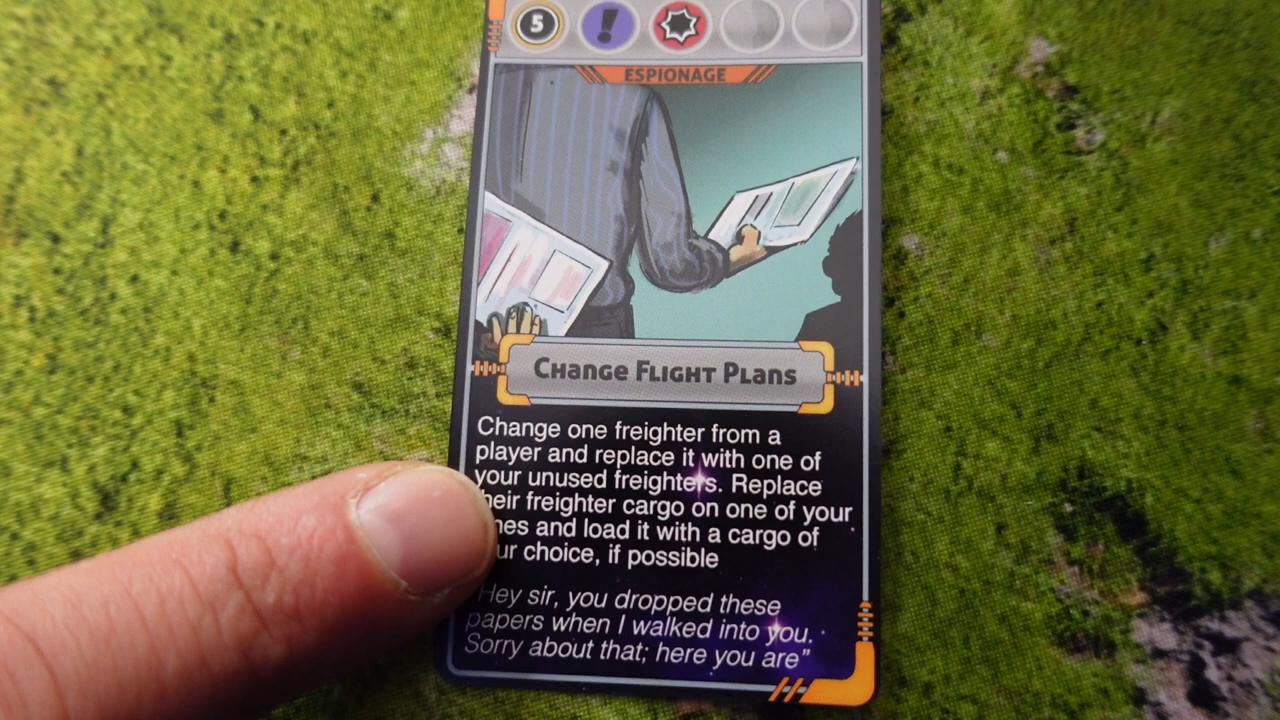 5 !
ESPIONAGE
Change Flight Plans
Change one freighter from a
player and replace it with one of
your unused freighters. Replace
heir freighter cargo on one of your
nes and load it with a cargo of
ur choice, if possible
Hey sir, you dropped these
papers when I walked into you.
Sorry about that; here you are”